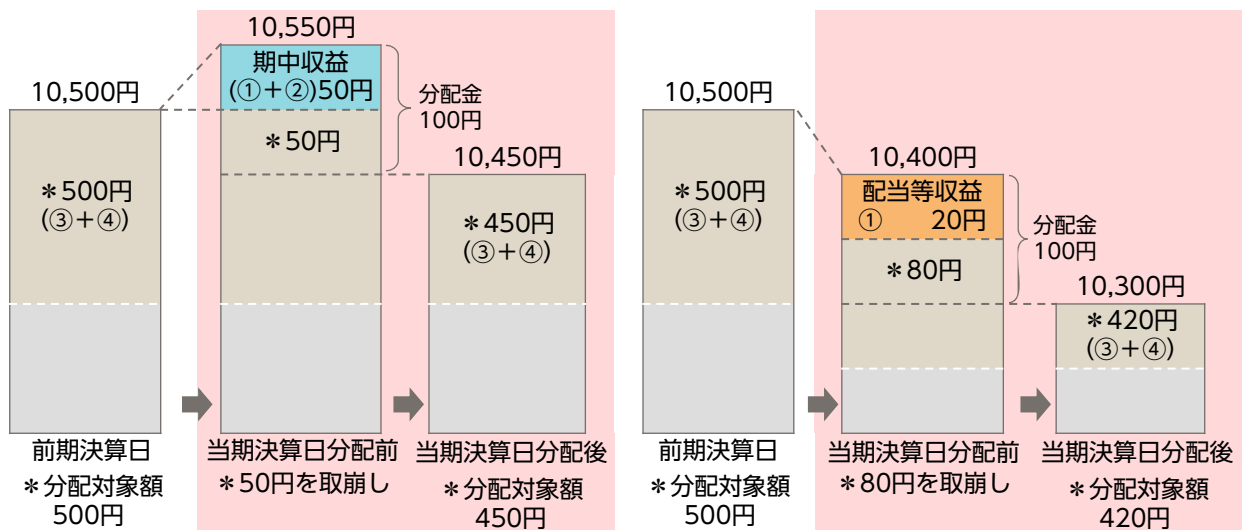 10,500円
＊500円
(③＋④)
前期決算日
＊分配対象額
500円
10,550円
期中収益
(①＋②)50円
＊50円
分配金
100円
当期決算日分配前
＊50円を取崩し
10,450円
＊450円
(③＋④)
当期決算日分配後
＊分配対象額
450円
10,500円
＊500円
(③＋④)
前期決算日
＊分配対象額
500円
10,400円
配当等収益
① 20円
＊80円
分配金
100円
当期決算日分配前
＊80円を取崩し
10,300円
＊420円
(③＋④)
当期決算日分配後
＊分配対象額
420円